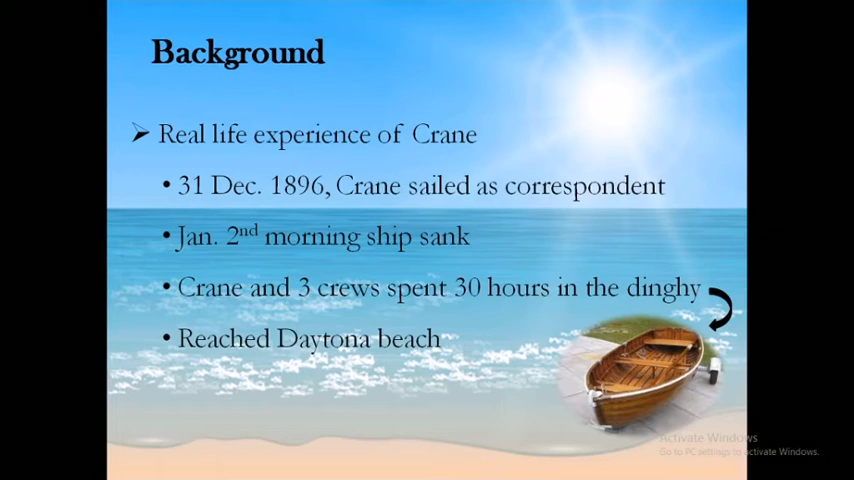 Background
➢ Real life experience of Crane
• 31 Dec. 1896, Crane sailed as correspondent
• Jan. 2nd morning ship sank
• Crane and 3 crews spent 30 hours in the dinghy
• Reached Daytona beach
Activate Windows
Go to PC settings to activate Windows.